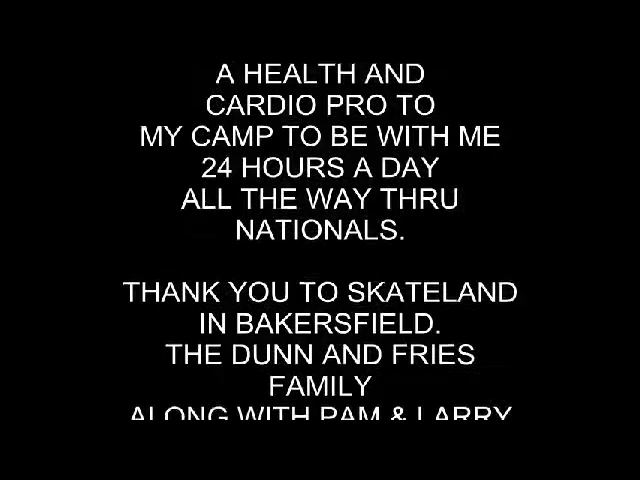 A HEALTH AND
CARDIO PRO TO
MY CAMP TO BE WITH ME
24 HOURS A DAY
ALL THE WAY THRU
NATIONALS.
THANK YOU TO SKATELAND
IN BAKERSFIELD.
THE DUNN AND FRIES
FAMILY
ALONG WITH PAM & LARRY